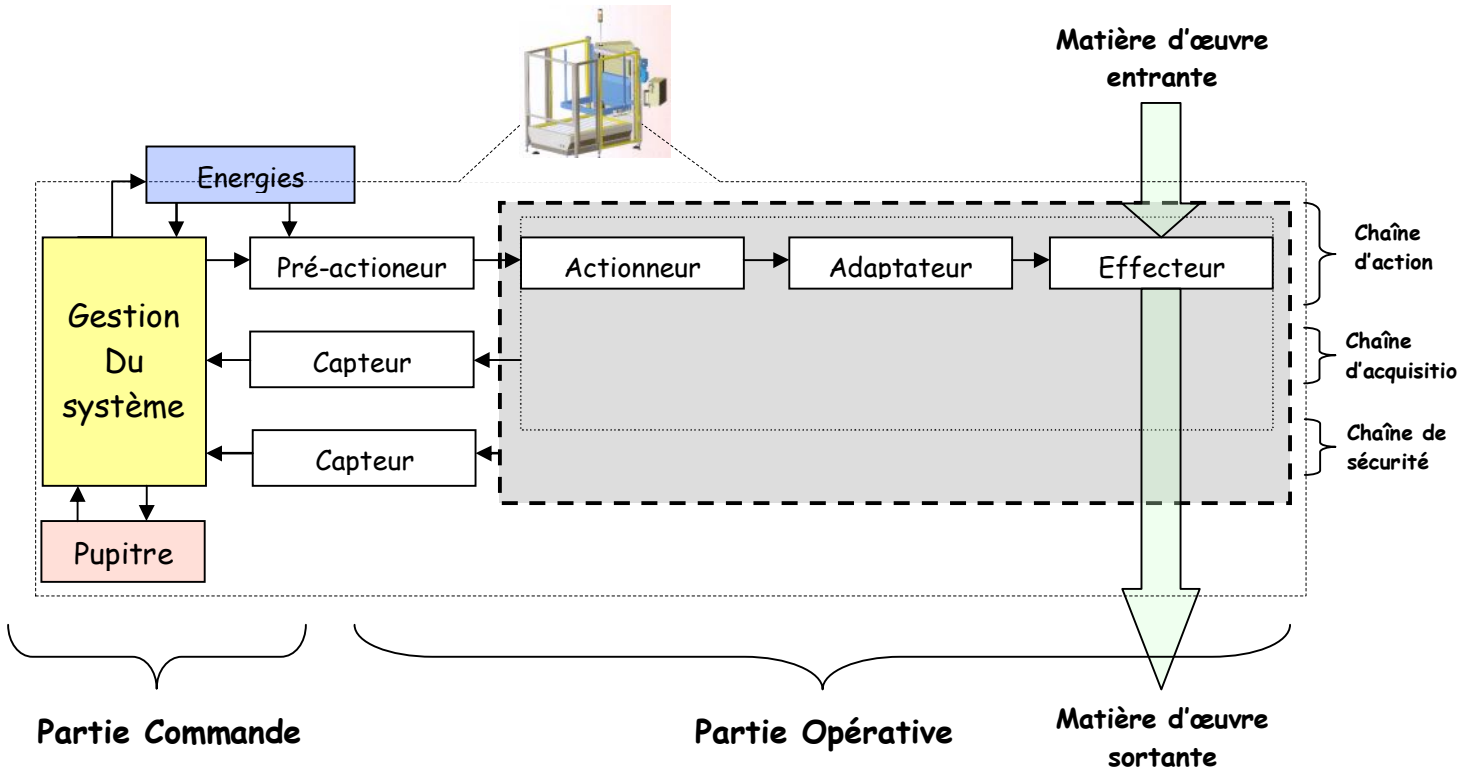 Matière d'œuvre
entrante
Energies
Pré-actioneur
Actionneur
Adaptateur
Effecteur
Chaîne
d'action
Gestion
Du
système
Capteur
Chaîne
d'acquisitio
Capteur
Chaîne de
sécurité
Pupitre
Partie Commande
Partie Opérative
Matière d'œuvre
sortante